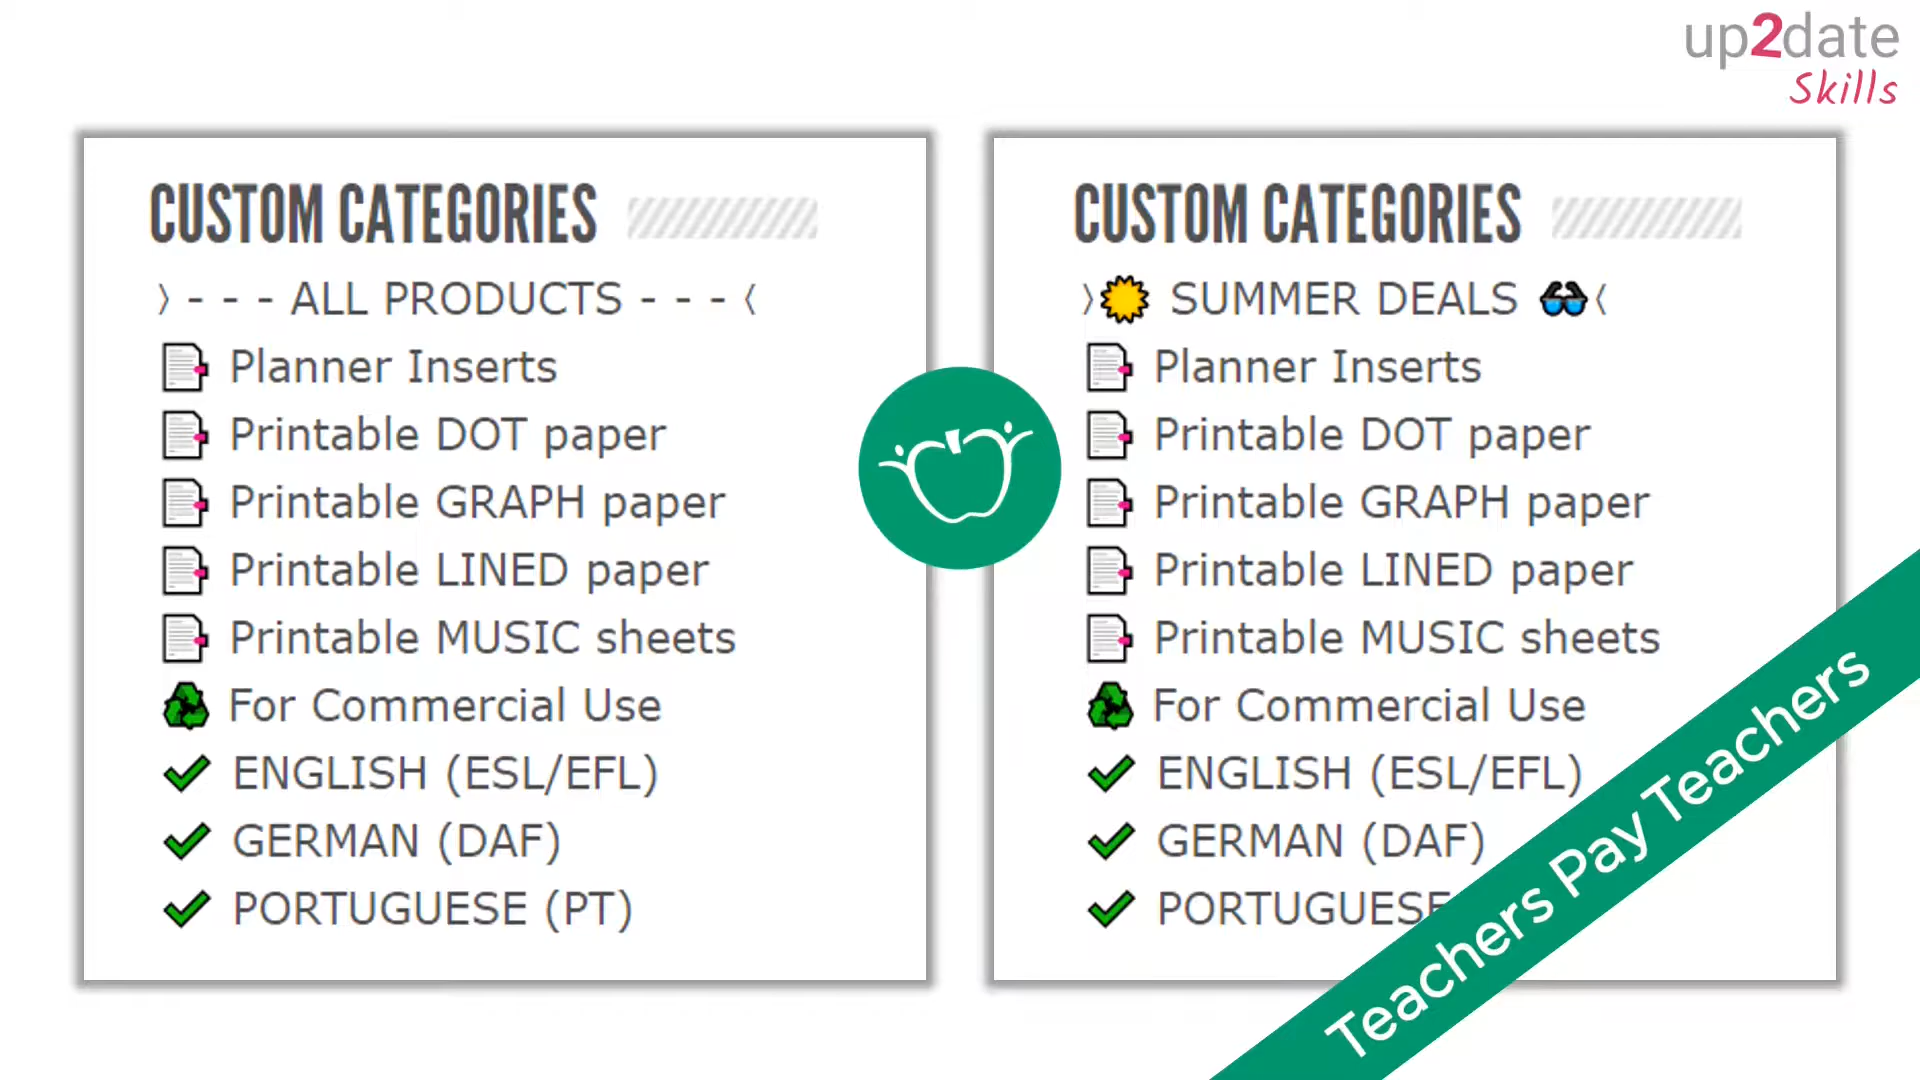 up2date
Skills
CUSTOM CATEGORIES
⟩- - - ALL PRODUCTS - - -⟨
Planner Inserts
Printable DOT paper
Printable GRAPH paper
Printable LINED paper
Printable MUSIC sheets
For Commercial Use
ENGLISH (ESL/EFL)
GERMAN (DAF)
PORTUGUESE (PT)
CUSTOM CATEGORIES
⟩ SUMMER DEALS ⟨
Planner Inserts
Printable DOT paper
Printable GRAPH paper
Printable LINED paper
Printable MUSIC sheets
For Commercial Use
ENGLISH (ESL/EFL)
GERMAN (DAF)
PORTUGUESE
Teachers Pay Teachers